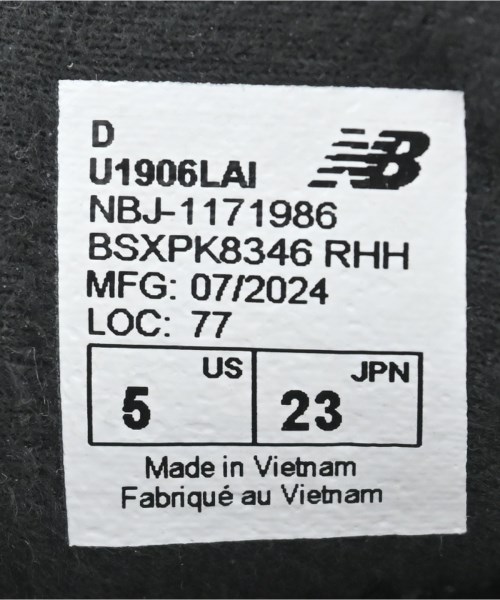 D
U1906LAI
NB
NBJ-1171986
BSXPK8346 RHH
MFG: 07/2024
LOC: 77
US JPN
5 23
Made in Vietnam
Fabriqué au Vietnam